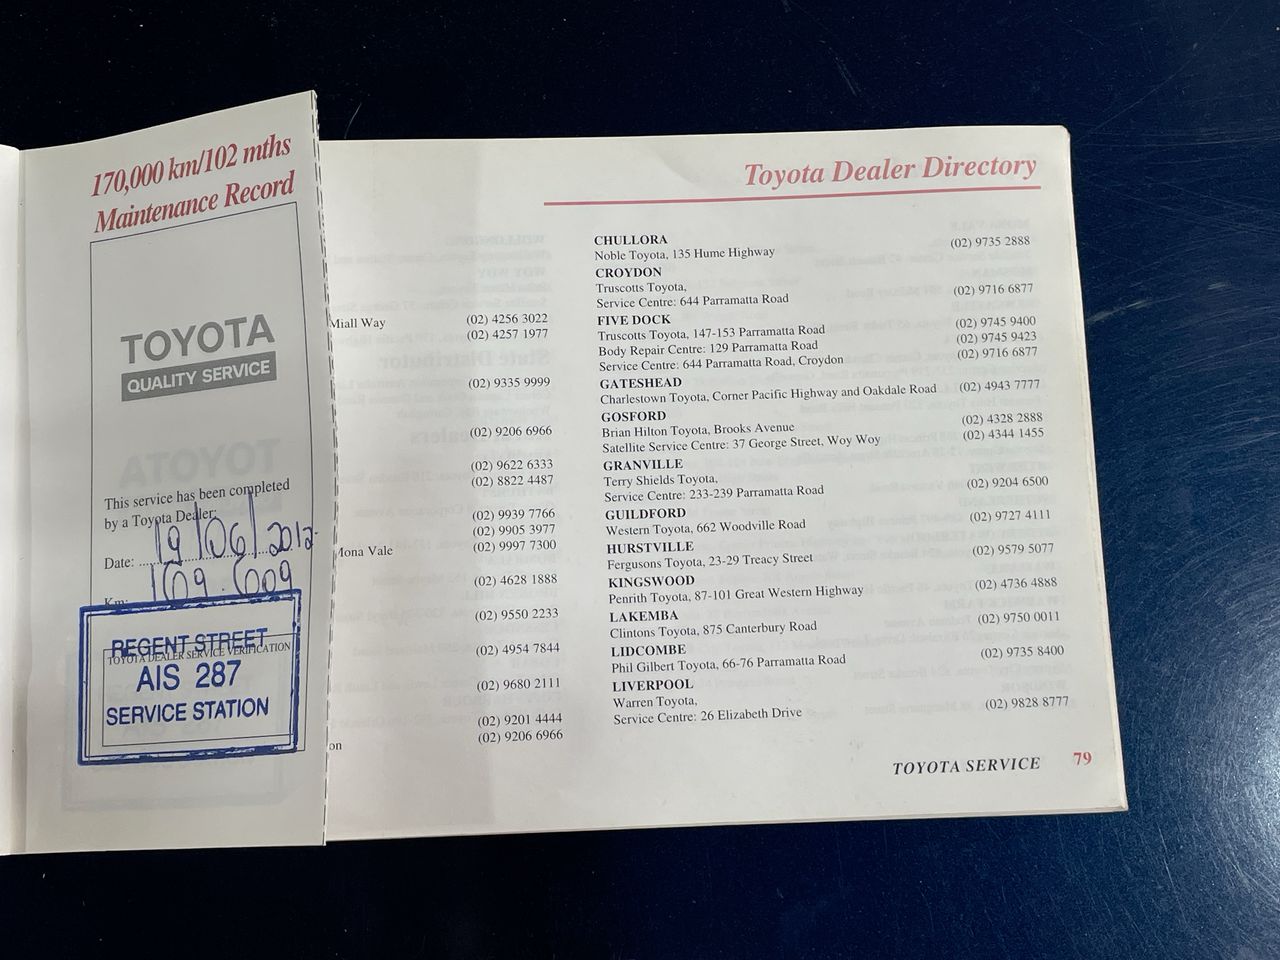 170,000 km/102 mths
Maintenance Record
TOYOTA
QUALITY SERVICE
This service has been completed
by a Toyota Dealer:
Date: 19/06/2012
Km: 169.609
REGENT STREET
TOYOTA DEALER SERVICE VERIFICATION
AIS 287
SERVICE STATION
Miall Way (02) 4256 3022
(02) 4257 1977
(02) 9335 9999
(02) 9206 6966
(02) 9622 6333
(02) 8822 4487
(02) 9939 7766
(02) 9905 3977
Mona Vale (02) 9997 7300
(02) 4628 1888
(02) 9550 2233
(02) 4954 7844
(02) 9680 2111
(02) 9201 4444
on (02) 9206 6966
Toyota Dealer Directory
CHULLORA
Noble Toyota, 135 Hume Highway (02) 9735 2888
CROYDON
Truscotts Toyota,
Service Centre: 644 Parramatta Road (02) 9716 6877
FIVE DOCK
Truscotts Toyota, 147-153 Parramatta Road (02) 9745 9400
Body Repair Centre: 129 Parramatta Road (02) 9745 9423
Service Centre: 644 Parramatta Road, Croydon (02) 9716 6877
GATESHEAD
Charlestown Toyota, Corner Pacific Highway and Oakdale Road (02) 4943 7777
GOSFORD
Brian Hilton Toyota, Brooks Avenue (02) 4328 2888
Satellite Service Centre: 37 George Street, Woy Woy (02) 4344 1455
GRANVILLE
Terry Shields Toyota,
Service Centre: 233-239 Parramatta Road (02) 9204 6500
GUILDFORD
Western Toyota, 662 Woodville Road (02) 9727 4111
HURSTVILLE
Fergusons Toyota, 23-29 Treacy Street (02) 9579 5077
KINGSWOOD
Penrith Toyota, 87-101 Great Western Highway (02) 4736 4888
LAKEMBA
Clintons Toyota, 875 Canterbury Road (02) 9750 0011
LIDCOMBE
Phil Gilbert Toyota, 66-76 Parramatta Road (02) 9735 8400
LIVERPOOL
Warren Toyota,
Service Centre: 26 Elizabeth Drive (02) 9828 8777
TOYOTA SERVICE 79